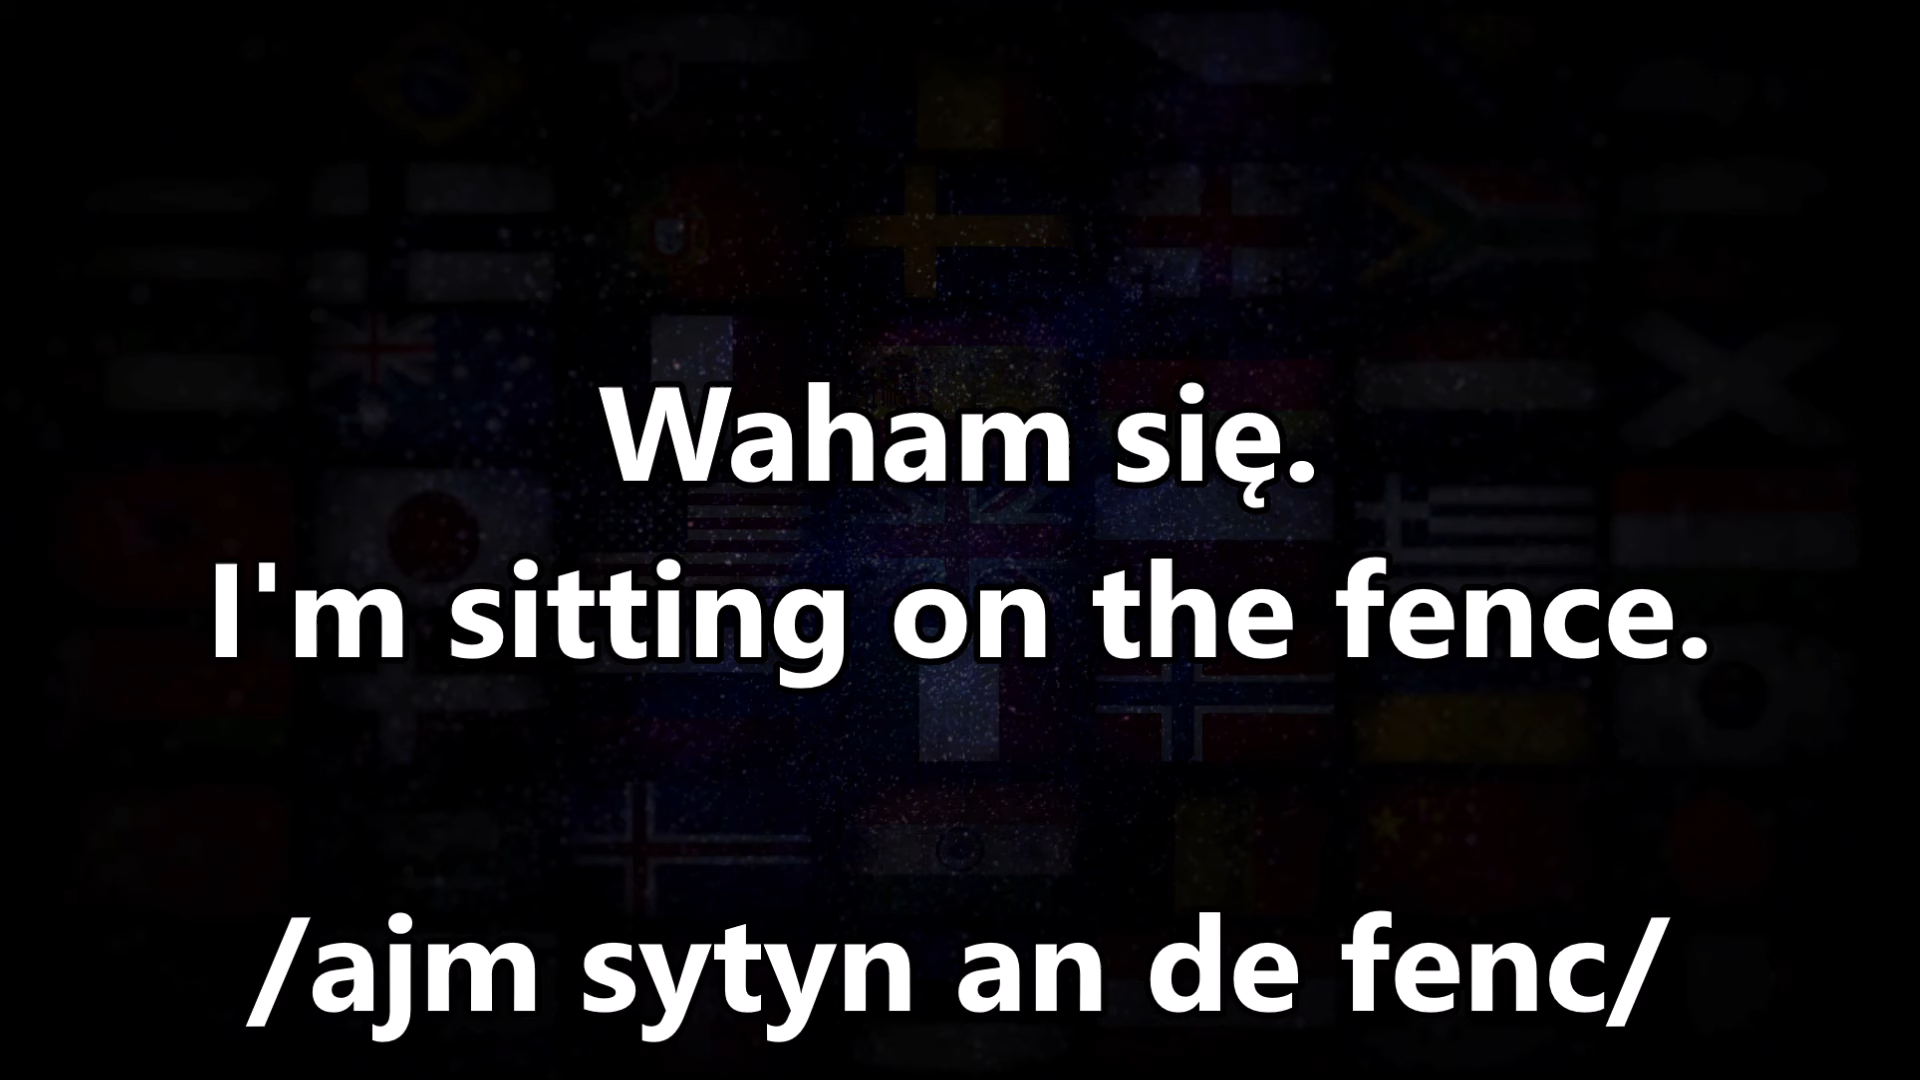 Waham się.
I'm sitting on the fence.
/ajm sytyn an de fenc/